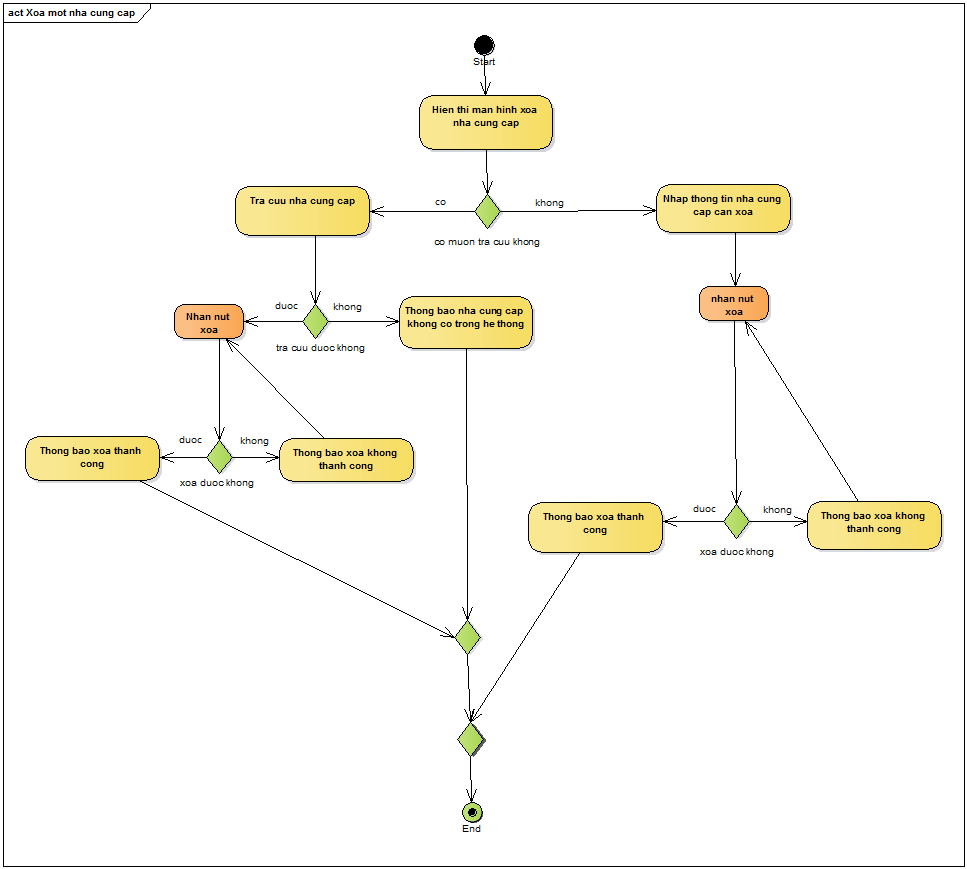 act Xoa mot nha cung cap
Start
Hien thi man hinh xoa
nha cung cap
Tra cuu nha cung cap
co
khong
Nhap thong tin nha cung
cap can xoa
co muon tra cuu khong
Nhan nut
xoa
duoc
khong
Thong bao nha cung cap
khong co trong he thong
nhan nut
xoa
tra cuu duoc khong
Thong bao xoa thanh
cong
duoc
khong
Thong bao xoa khong
thanh cong
xoa duoc khong
Thong bao xoa thanh
cong
duoc
khong
Thong bao xoa khong
thanh cong
xoa duoc khong
End